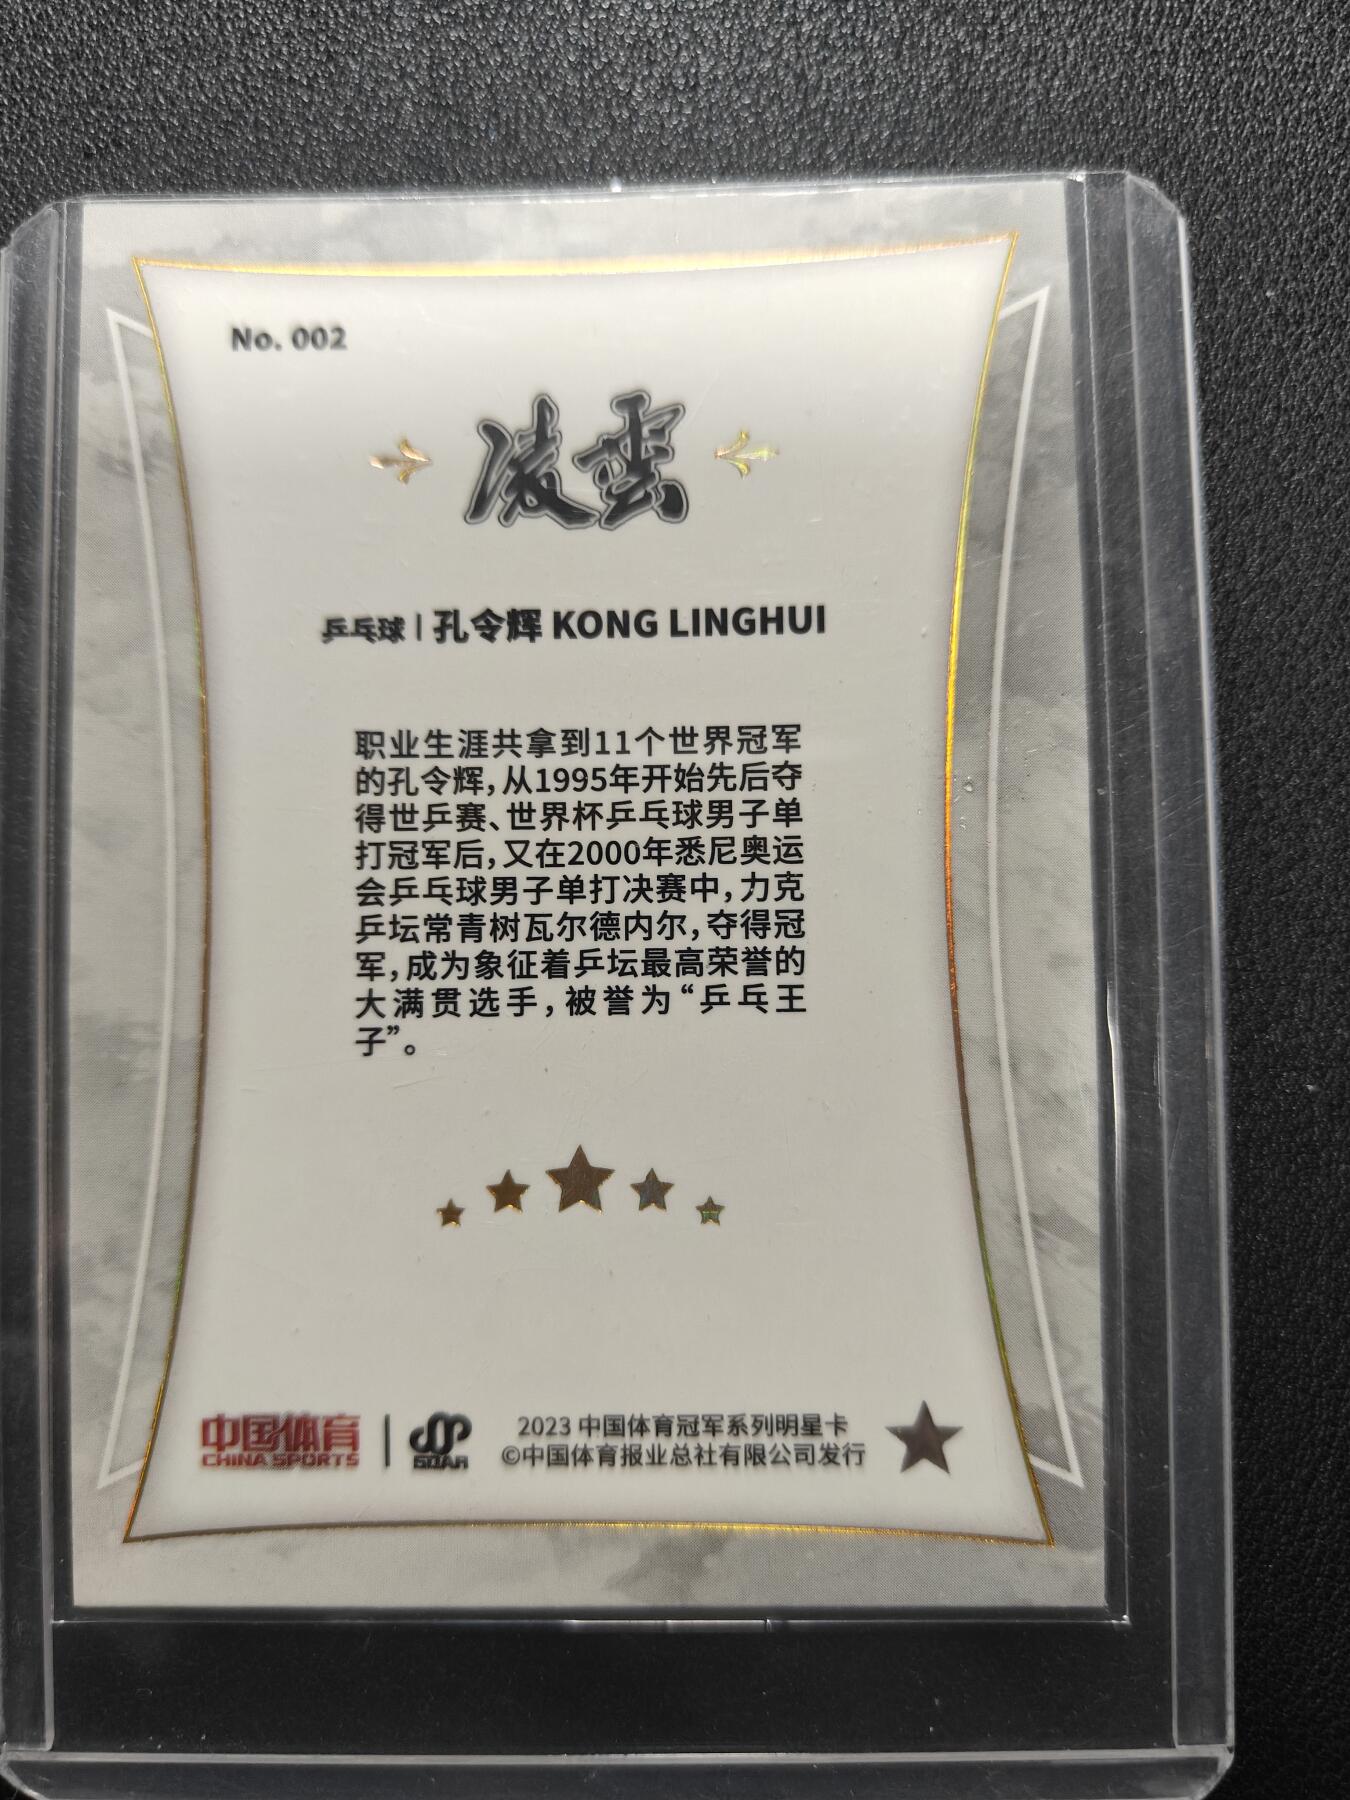 No. 002
凌雲
乒乓球 | 孔令辉 KONG LINGHUI
职业生涯共拿到11个世界冠军
的孔令辉,从1995年开始先后夺
得世乒赛、世界杯乒乓球男子单
打冠军后,又在2000年悉尼奥运
会乒乓球男子单打决赛中,力克
乒坛常青树瓦尔德内尔,夺得冠
军,成为象征着乒坛最高荣誉的
大满贯选手,被誉为“乒乓王
子”。
中国体育 | SOAR
CHINA SPORTS
2023 中国体育冠军系列明星卡
©中国体育报业总社有限公司发行